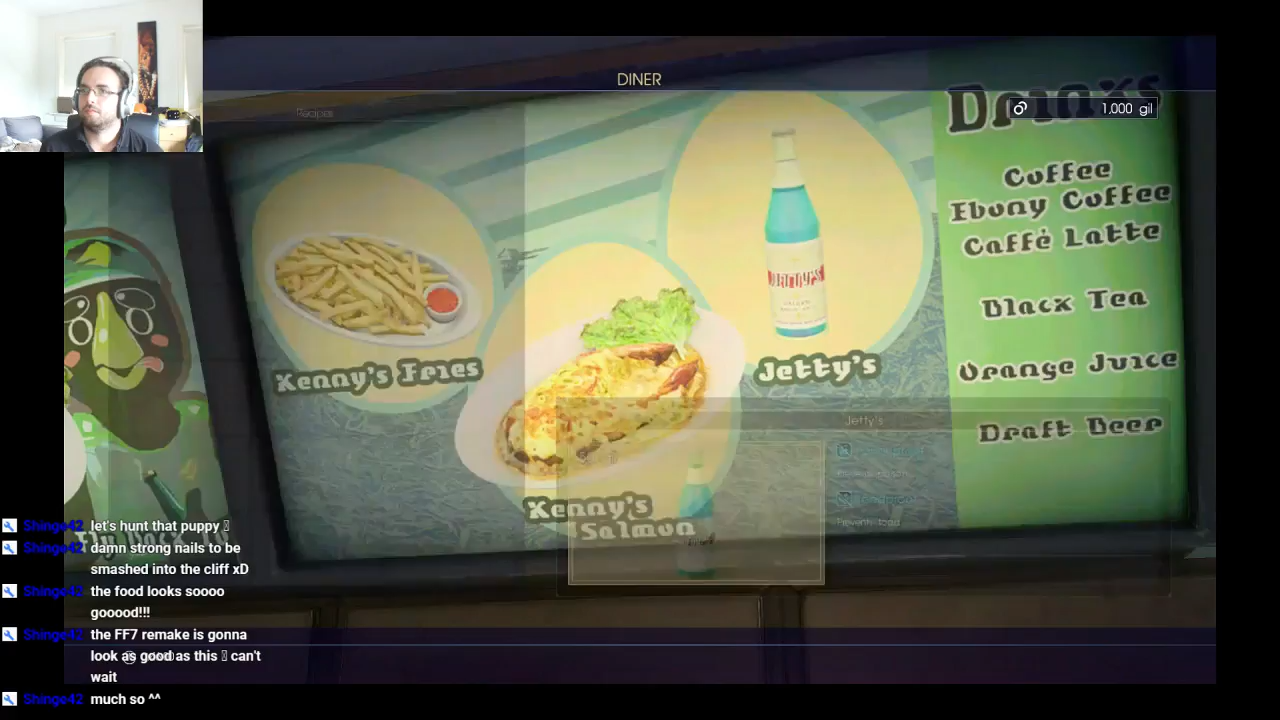 DINER
Recipes
1,000 gil
Drinks
Coffee
Ebony Coffee
Caffè Latte
Black Tea
Orange Juice
Draft Beer
Kenny's Fries
Jetty's
JETTY'S
Kenny's
Salmon
Jetty's
Shinge42 let's hunt that puppy
Shinge42 damn strong nails to be
smashed into the cliff xD
Shinge42 the food looks soooo
gooood!!!
Shinge42 the FF7 remake is gonna
look as good as this can't
wait
Shinge42 much so ^^